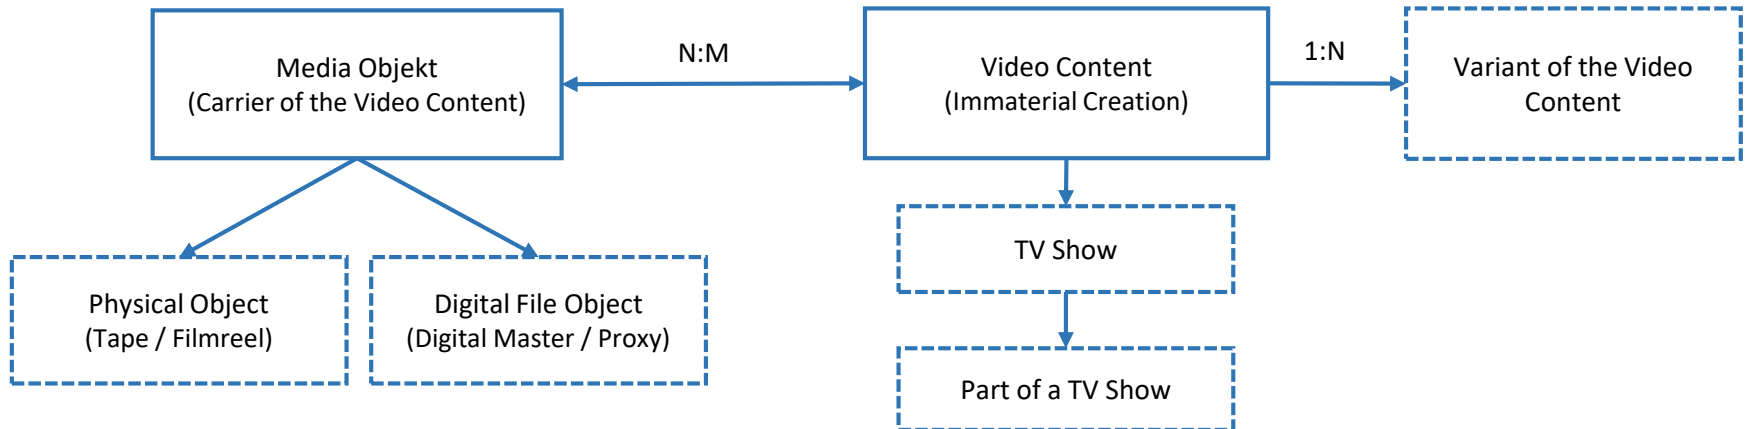 Media Objekt
(Carrier of the Video Content)
N:M
Video Content
(Immaterial Creation)
1:N
Variant of the Video
Content
Physical Object
(Tape / Filmreel)
Digital File Object
(Digital Master / Proxy)
TV Show
Part of a TV Show